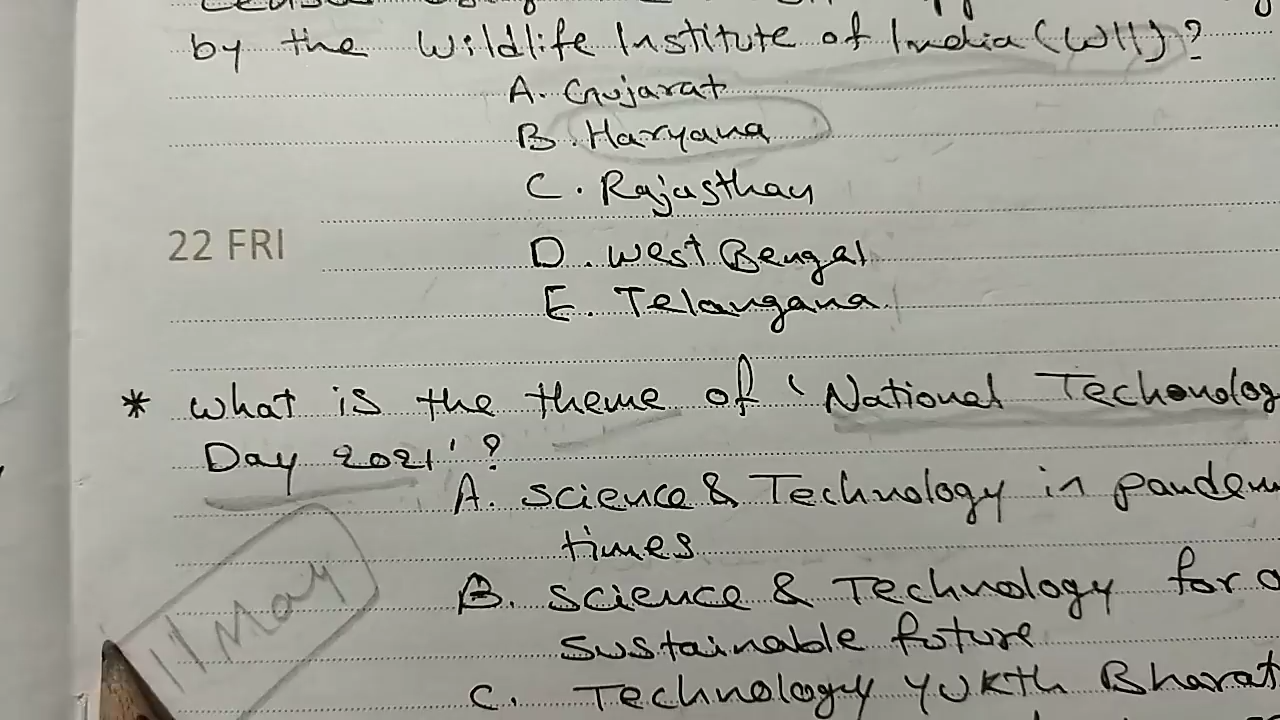 by the Wildlife Institute of India (WII)?
A. Gujarat
B. Haryana
C. Rajasthan
22 FRI
D. West Bengal
E. Telangana
* What is the theme of 'National Techonolog
Day 2021'?
A. Science & Technology in pandem
times
B. Science & Technology for a
sustainable future
11 May
C. Technology Yukth Bharat